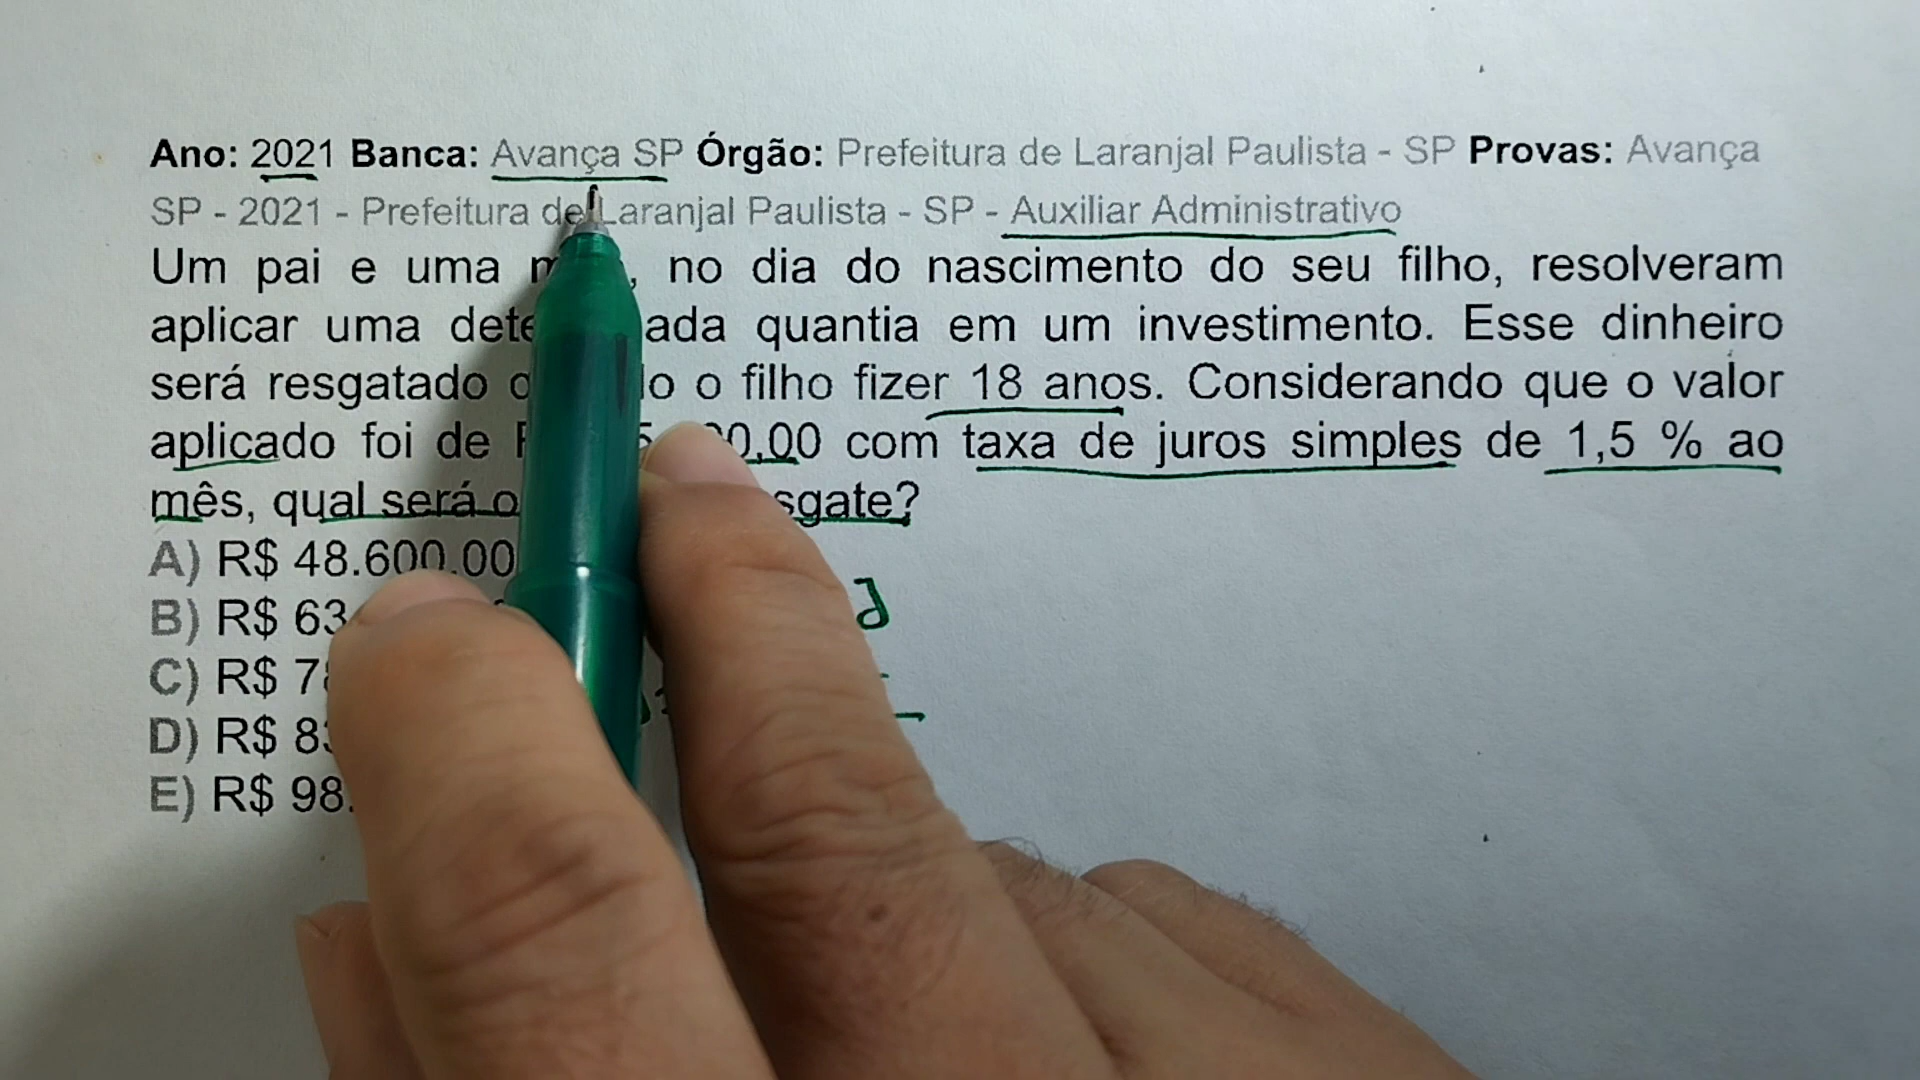 Ano: 2021 Banca: Avança SP Órgão: Prefeitura de Laranjal Paulista - SP Provas: Avança
SP - 2021 - Prefeitura de Laranjal Paulista - SP - Auxiliar Administrativo
Um pai e uma no dia do nascimento do seu filho, resolveram
aplicar uma quantia em um investimento. Esse dinheiro
será resgatado o filho fizer 18 anos. Considerando que o valor
aplicado foi de com taxa de juros simples de 1,5 % ao
mês, qual será o
A) R$ 48.600,00
B) R$
C) R$
D) R$
E) R$